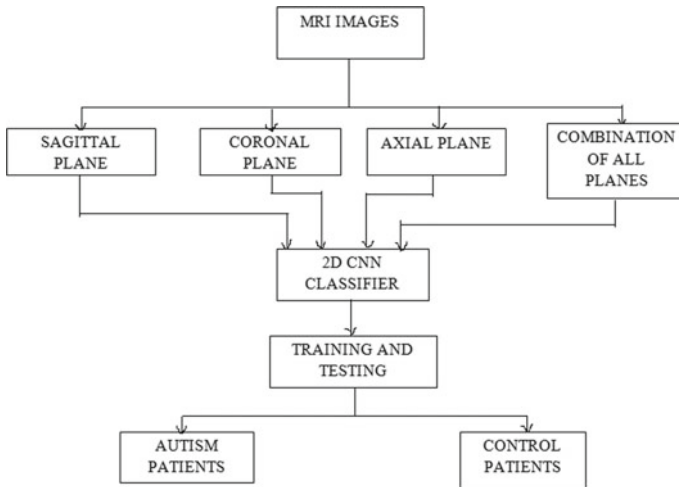 MRI IMAGES
SAGITTAL
PLANE
CORONAL
PLANE
AXIAL PLANE
COMBINATION
OF ALL
PLANES
2D CNN
CLASSIFIER
TRAINING AND
TESTING
AUTISM
PATIENTS
CONTROL
PATIENTS